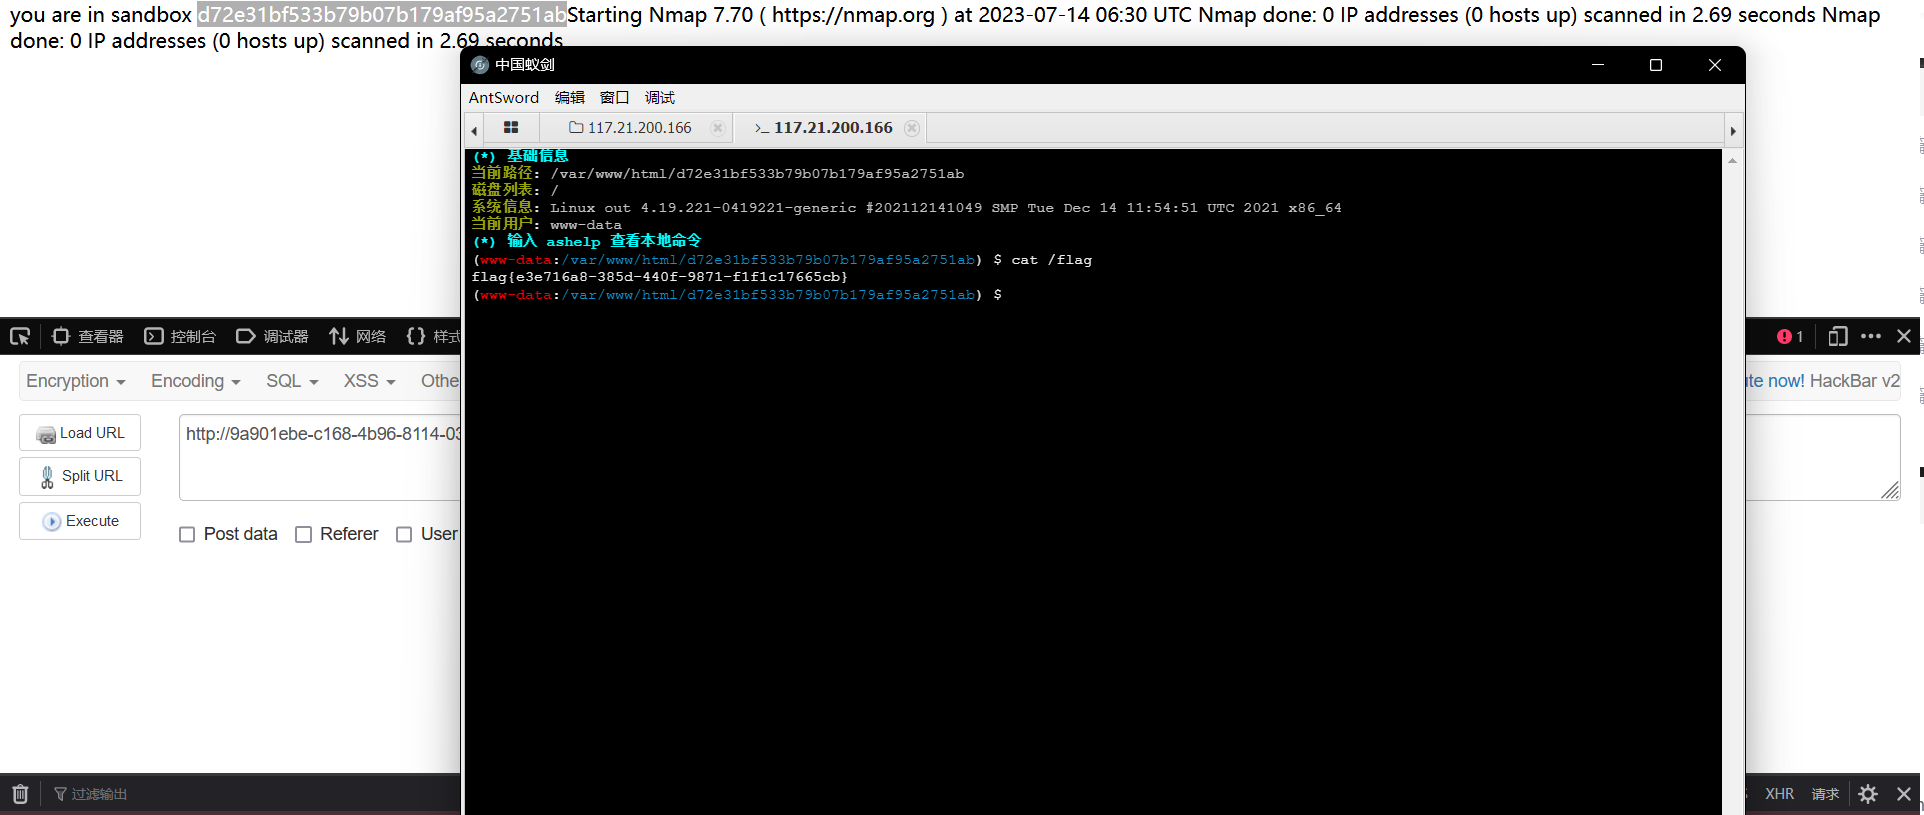 you are in sandbox d72e31bf533b79b07b179af95a2751abStarting Nmap 7.70 ( https://nmap.org ) at 2023-07-14 06:30 UTC Nmap done: 0 IP addresses (0 hosts up) scanned in 2.69 seconds Nmap
done: 0 IP addresses (0 hosts up) scanned in 2.69 seconds
中国蚁剑
AntSword 编辑 窗口 调试
117.21.200.166 >_ 117.21.200.166
(*) 基础信息
当前路径: /var/www/html/d72e31bf533b79b07b179af95a2751ab
磁盘列表: /
系统信息: Linux out 4.19.221-0419221-generic #202112141049 SMP Tue Dec 14 11:54:51 UTC 2021 x86_64
当前用户: www-data
(*) 输入 ashelp 查看本地命令
(www-data:/var/www/html/d72e31bf533b79b07b179af95a2751ab) $ cat /flag
flag{e3e716a8-385d-440f-9871-f1f1c17665cb}
(www-data:/var/www/html/d72e31bf533b79b07b179af95a2751ab) $
查看器 控制台 调试器 网络 {} 样式 1
Encryption Encoding SQL XSS Othe ute now! HackBar v2
Load URL http://9a901ebe-c168-4b96-8114-03
Split URL
Execute
Post data Referer User
过滤输出 XHR 请求